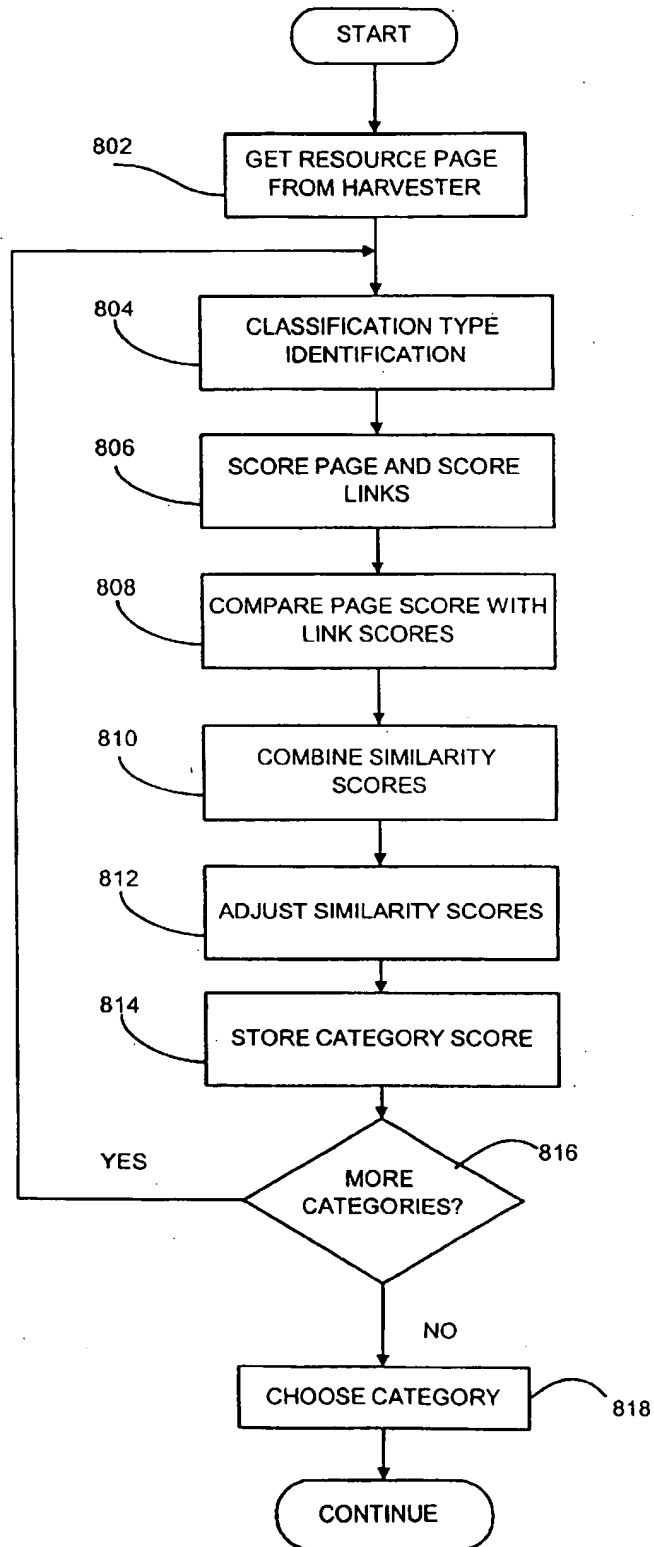 START
802
GET RESOURCE PAGE
FROM HARVESTER
804
CLASSIFICATION TYPE
IDENTIFICATION
806
SCORE PAGE AND SCORE
LINKS
808
COMPARE PAGE SCORE WITH
LINK SCORES
810
COMBINE SIMILARITY
SCORES
812
ADJUST SIMILARITY SCORES
814
STORE CATEGORY SCORE
YES
816
MORE
CATEGORIES?
NO
CHOOSE CATEGORY
818
CONTINUE